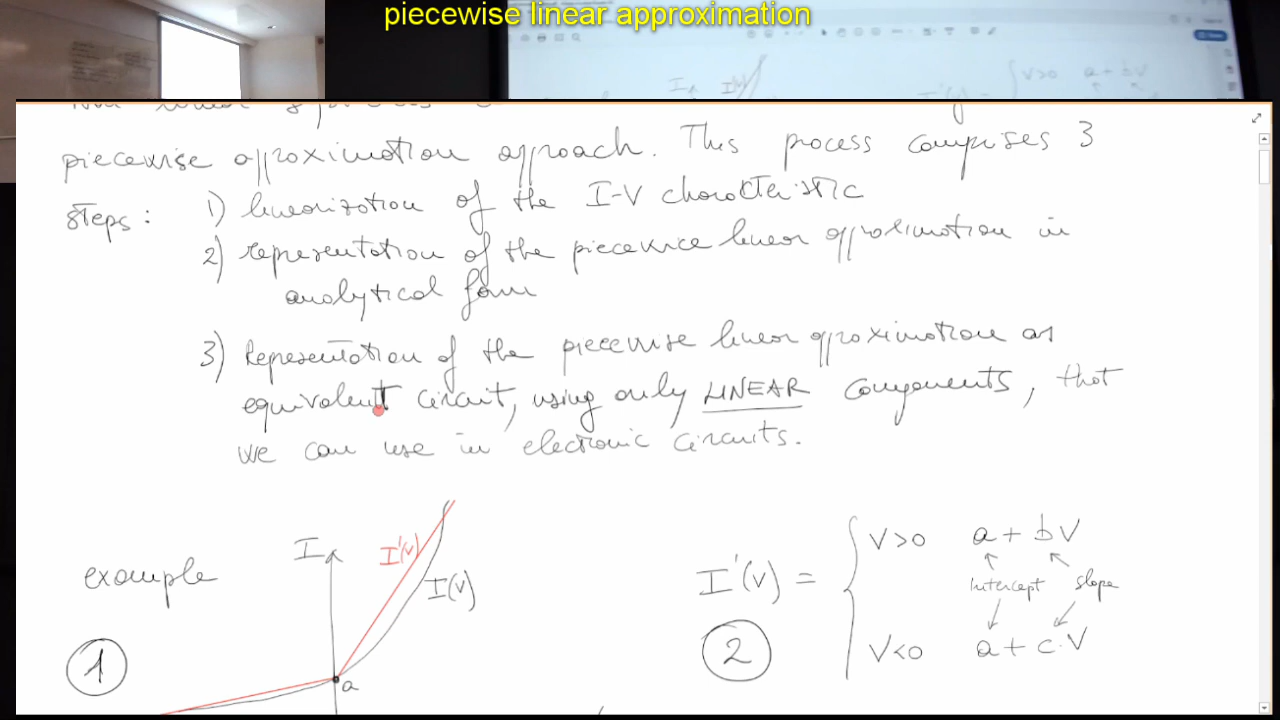 piecewise linear approximation
piecewise approximation approach. This process comprises 3
steps: 1) linearization of the I-V characteristic
2) representation of the piecewice linear approximation in
analytical form
3) Representation of the piecewise linear aproximation as
equivalent circuit, using only LINEAR components, that
we can use in electronic circuits.
example
I
I'(v)
I(V)
a
1
I'(v) =
V>0 a + bV
intercept slope
V<0 a + c.V
2